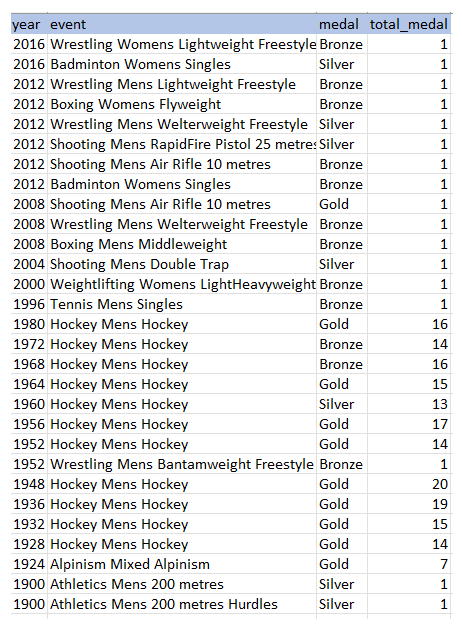 year event medal total_medal
2016 Wrestling Womens Lightweight Freestyle Bronze 1
2016 Badminton Womens Singles Silver 1
2012 Wrestling Mens Lightweight Freestyle Bronze 1
2012 Boxing Womens Flyweight Bronze 1
2012 Wrestling Mens Welterweight Freestyle Silver 1
2012 Shooting Mens RapidFire Pistol 25 metres Silver 1
2012 Shooting Mens Air Rifle 10 metres Bronze 1
2012 Badminton Womens Singles Bronze 1
2008 Shooting Mens Air Rifle 10 metres Gold 1
2008 Wrestling Mens Welterweight Freestyle Bronze 1
2008 Boxing Mens Middleweight Bronze 1
2004 Shooting Mens Double Trap Silver 1
2000 Weightlifting Womens LightHeavyweight Bronze 1
1996 Tennis Mens Singles Bronze 1
1980 Hockey Mens Hockey Gold 16
1972 Hockey Mens Hockey Bronze 14
1968 Hockey Mens Hockey Bronze 16
1964 Hockey Mens Hockey Gold 15
1960 Hockey Mens Hockey Silver 13
1956 Hockey Mens Hockey Gold 17
1952 Hockey Mens Hockey Gold 14
1952 Wrestling Mens Bantamweight Freestyle Bronze 1
1948 Hockey Mens Hockey Gold 20
1936 Hockey Mens Hockey Gold 19
1932 Hockey Mens Hockey Gold 15
1928 Hockey Mens Hockey Gold 14
1924 Alpinism Mixed Alpinism Gold 7
1900 Athletics Mens 200 metres Silver 1
1900 Athletics Mens 200 metres Hurdles Silver 1